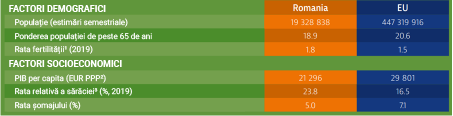 FACTORI DEMOGRAFICI Romania EU
Populație (estimări semestriale) 19 328 838 447 319 916
Ponderea populației de peste 65 de ani 18.9 20.6
Rata fertilității¹ (2019) 1.8 1.5
FACTORI SOCIOECONOMICI
PIB per capita (EUR PPP²) 21 296 29 801
Rata relativă a sărăciei³ (%, 2019) 23.8 16.5
Rata șomajului (%) 5.0 7.1